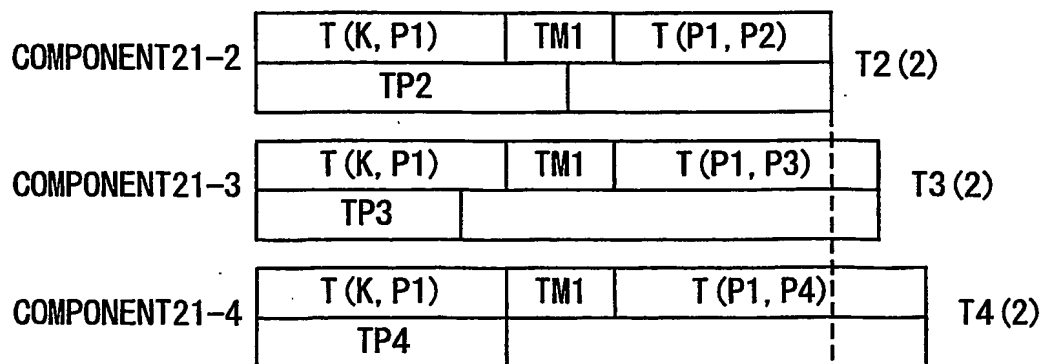 COMPONENT21-2 T(K, P1) TM1 T(P1, P2) T2(2)
TP2
COMPONENT21-3 T(K, P1) TM1 T(P1, P3) T3(2)
TP3
COMPONENT21-4 T(K, P1) TM1 T(P1, P4) T4(2)
TP4